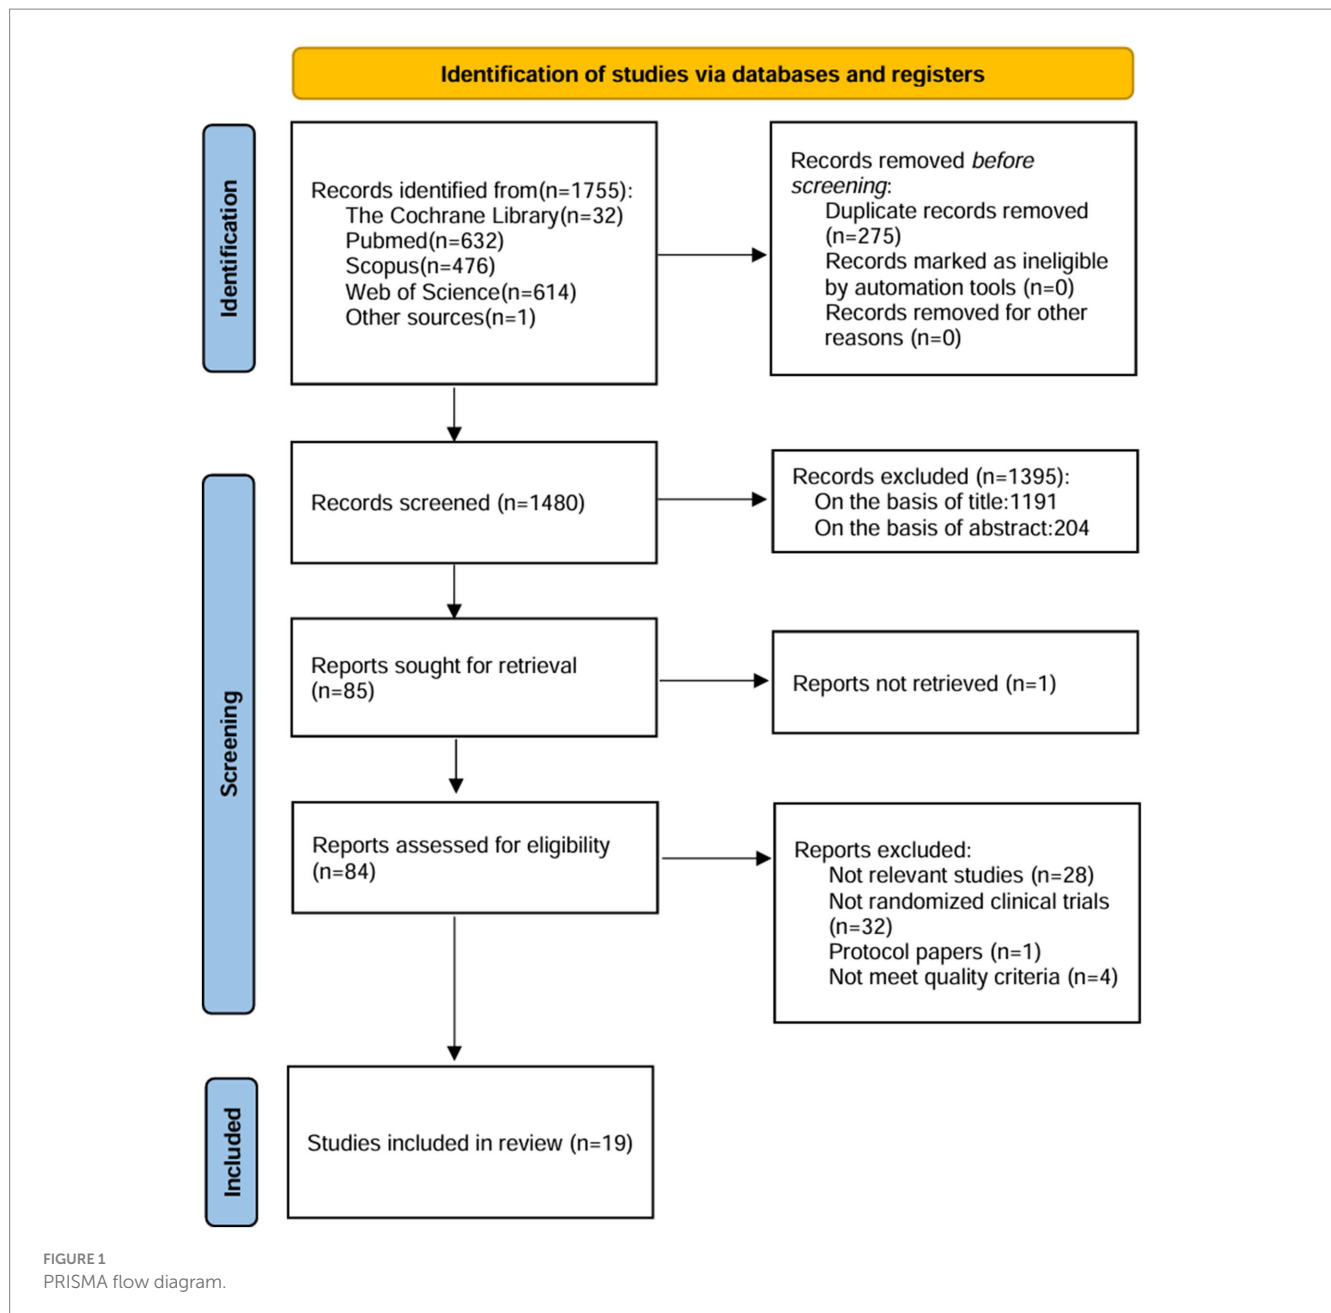 Identification of studies via databases and registers
Identification
Records identified from(n=1755):
The Cochrane Library(n=32)
Pubmed(n=632)
Scopus(n=476)
Web of Science(n=614)
Other sources(n=1)
Records removed before
screening:
Duplicate records removed
(n=275)
Records marked as ineligible
by automation tools (n=0)
Records removed for other
reasons (n=0)
Screening
Records screened (n=1480)
Records excluded (n=1395):
On the basis of title:1191
On the basis of abstract:204
Reports sought for retrieval
(n=85)
Reports not retrieved (n=1)
Reports assessed for eligibility
(n=84)
Reports excluded:
Not relevant studies (n=28)
Not randomized clinical trials
(n=32)
Protocol papers (n=1)
Not meet quality criteria (n=4)
Included
Studies included in review (n=19)
FIGURE 1
PRISMA flow diagram.